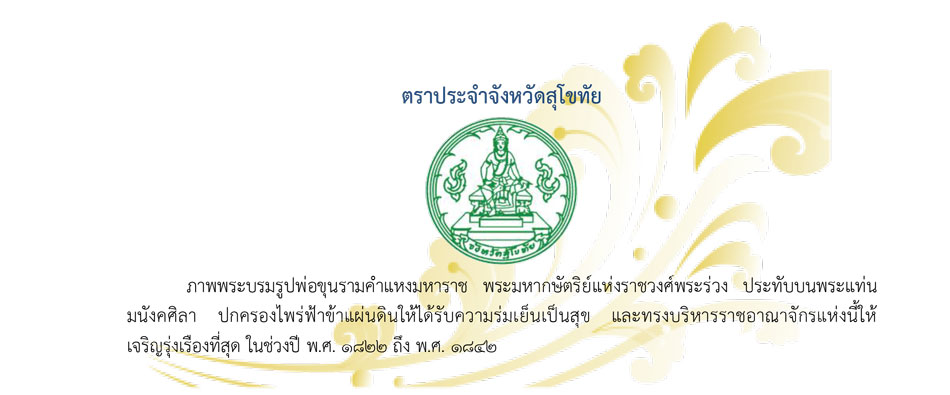 ตราประจำจังหวัดสุโขทัย
จังหวัดสุโขทัย
ภาพพระบรมรูปพ่อขุนรามคำแหงมหาราช พระมหากษัตริย์แห่งราชวงศ์พระร่วง ประทับบนพระแท่น
มนังคศิลา ปกครองไพร่ฟ้าข้าแผ่นดินให้ได้รับความร่มเย็นเป็นสุข และทรงบริหารราชอาณาจักรแห่งนี้ให้
เจริญรุ่งเรืองที่สุด ในช่วงปี พ.ศ. ๑๘๒๒ ถึง พ.ศ. ๑๘๔๒